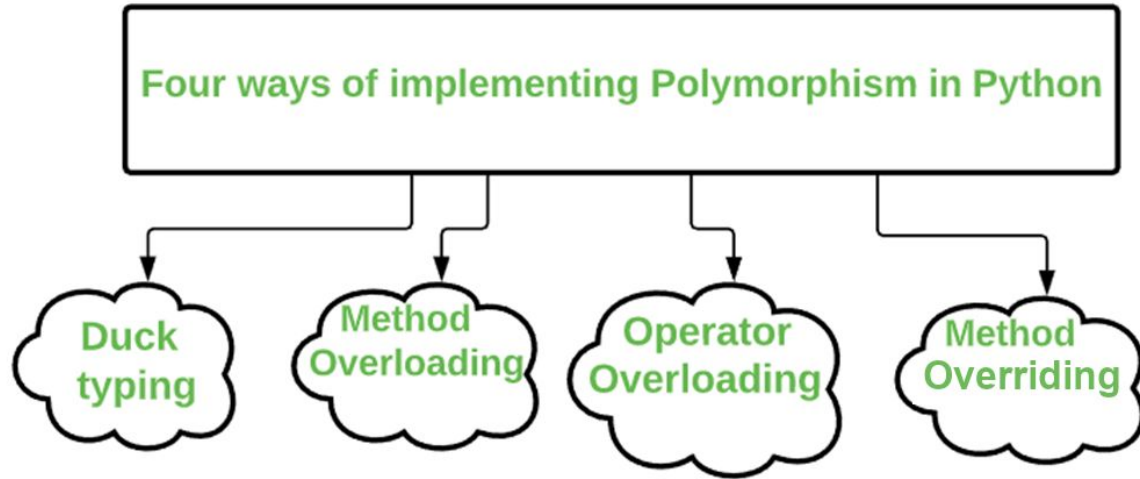 Four ways of implementing Polymorphism in Python
Duck
typing
Method
Overloading
Operator
Overloading
Method
Overriding